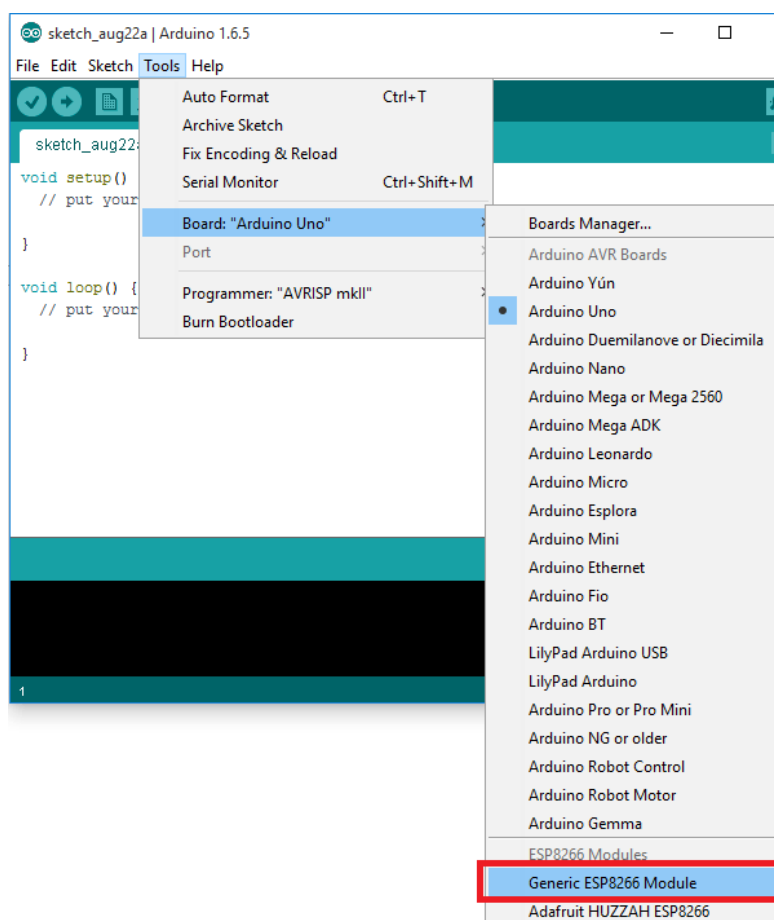 sketch_aug22a | Arduino 1.6.5
File Edit Sketch Tools Help
Auto Format Ctrl+T
Archive Sketch
Fix Encoding & Reload
Serial Monitor Ctrl+Shift+M
Board: "Arduino Uno"
Port
Programmer: "AVRISP mkII"
Burn Bootloader
sketch_aug22
void setup()
// put your
}
void loop() {
// put your
}
1
Boards Manager...
Arduino AVR Boards
Arduino Yún
Arduino Uno
Arduino Duemilanove or Diecimila
Arduino Nano
Arduino Mega or Mega 2560
Arduino Mega ADK
Arduino Leonardo
Arduino Micro
Arduino Esplora
Arduino Mini
Arduino Ethernet
Arduino Fio
Arduino BT
LilyPad Arduino USB
LilyPad Arduino
Arduino Pro or Pro Mini
Arduino NG or older
Arduino Robot Control
Arduino Robot Motor
Arduino Gemma
ESP8266 Modules
Generic ESP8266 Module
Adafruit HUZZAH ESP8266